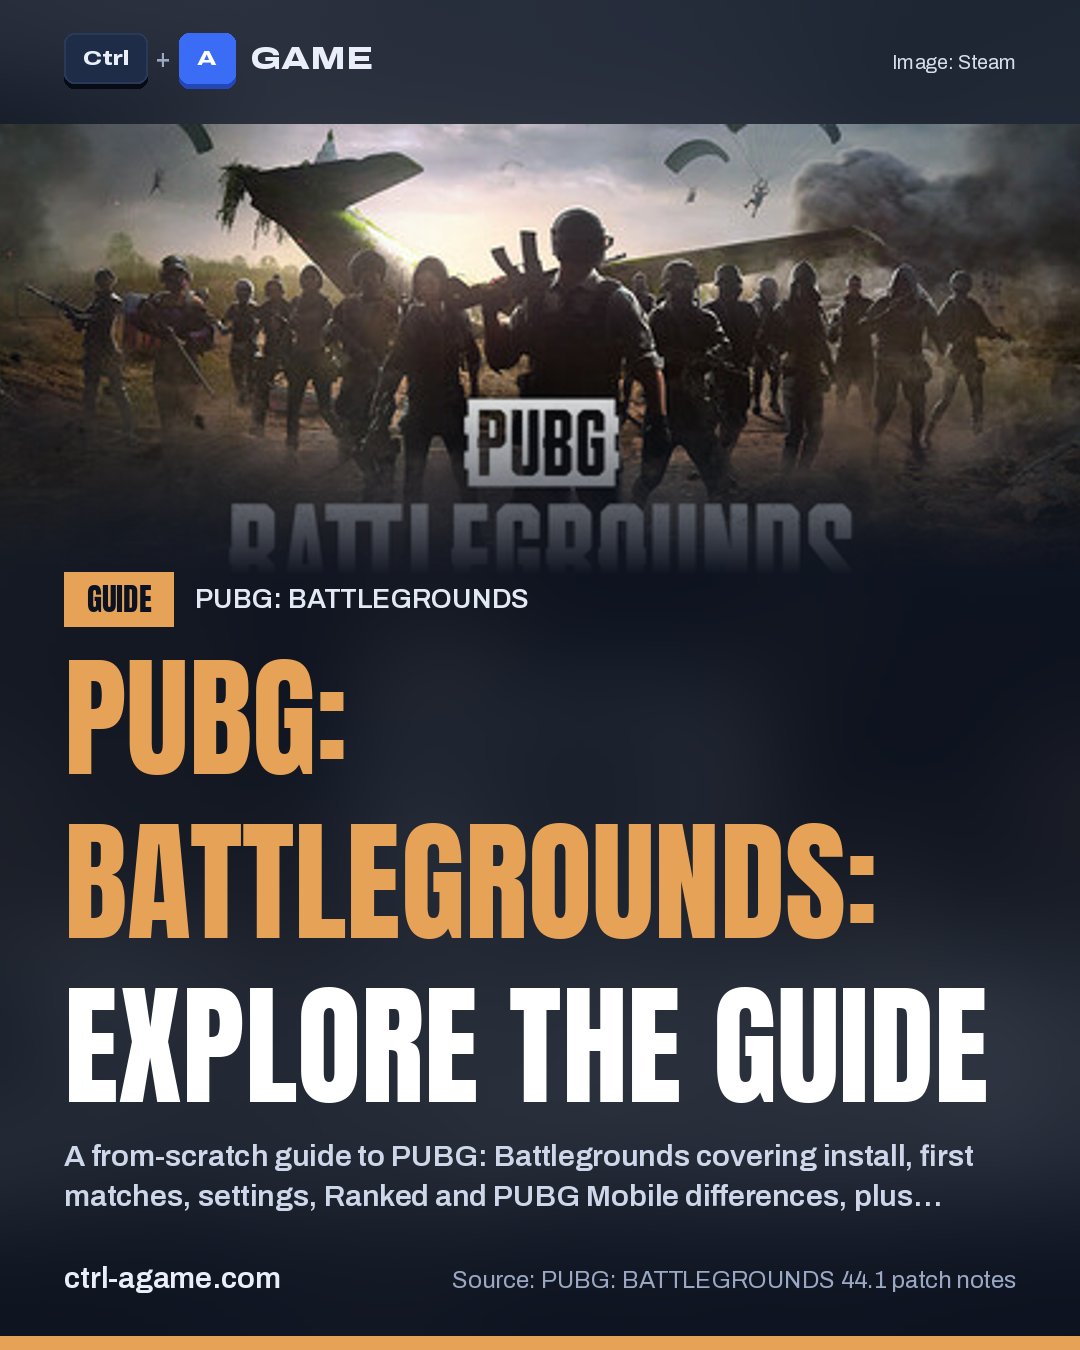 Ctrl + A GAME
Image: Steam
PUBG
BATTLEGROUNDS
GUIDE PUBG: BATTLEGROUNDS
PUBG:
BATTLEGROUNDS:
EXPLORE THE GUIDE
A from-scratch guide to PUBG: Battlegrounds covering install, first
matches, settings, Ranked and PUBG Mobile differences, plus...
ctrl-agame.com
Source: PUBG: BATTLEGROUNDS 44.1 patch notes